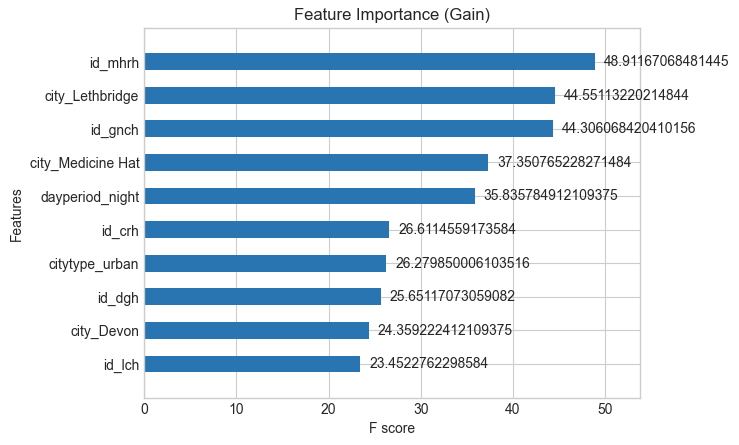 Feature Importance (Gain)
Features
id_mhrh 48.91167068481445
city_Lethbridge 44.55113220214844
id_gnch 44.306068420410156
city_Medicine Hat 37.350765228271484
dayperiod_night 35.835784912109375
id_crh 26.6114559173584
citytype_urban 26.279850006103516
id_dgh 25.65117073059082
city_Devon 24.359222412109375
id_lch 23.4522762298584
0 10 20 30 40 50
F score